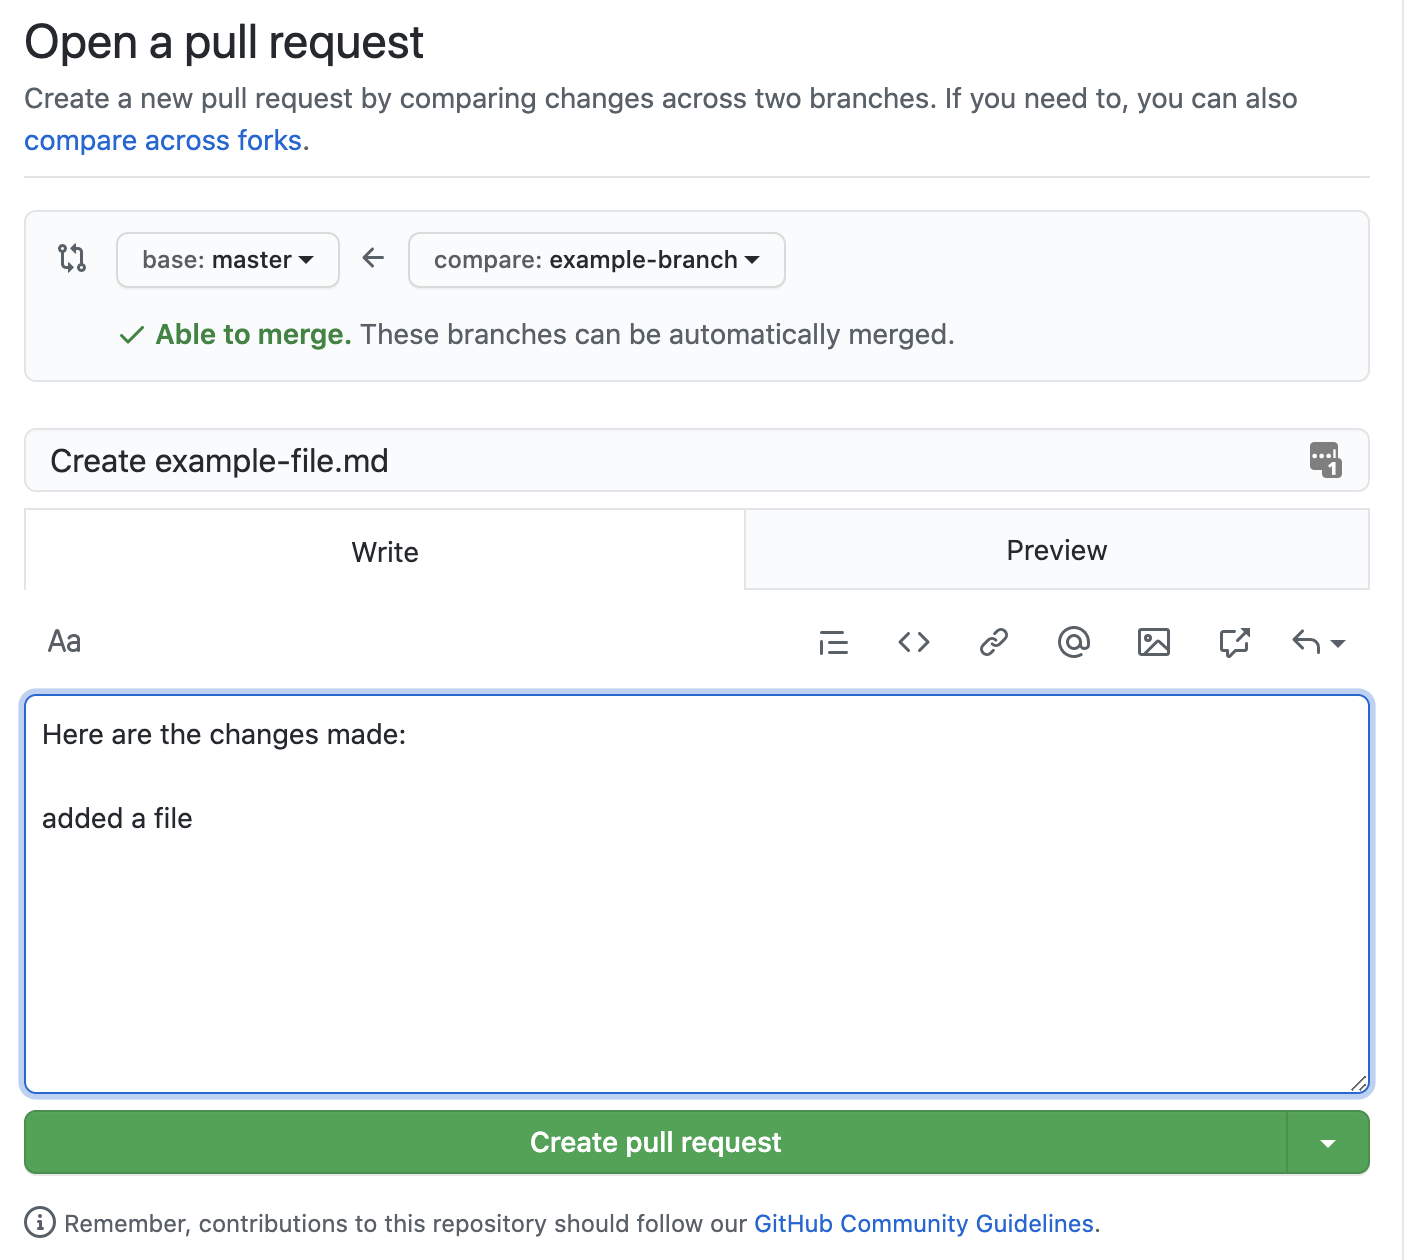 Open a pull request
Create a new pull request by comparing changes across two branches. If you need to, you can also
compare across forks.
base: master
compare: example-branch
Able to merge. These branches can be automatically merged.
Create example-file.md
1
Write
Preview
Aa
Here are the changes made:
added a file
Create pull request
Remember, contributions to this repository should follow our GitHub Community Guidelines.